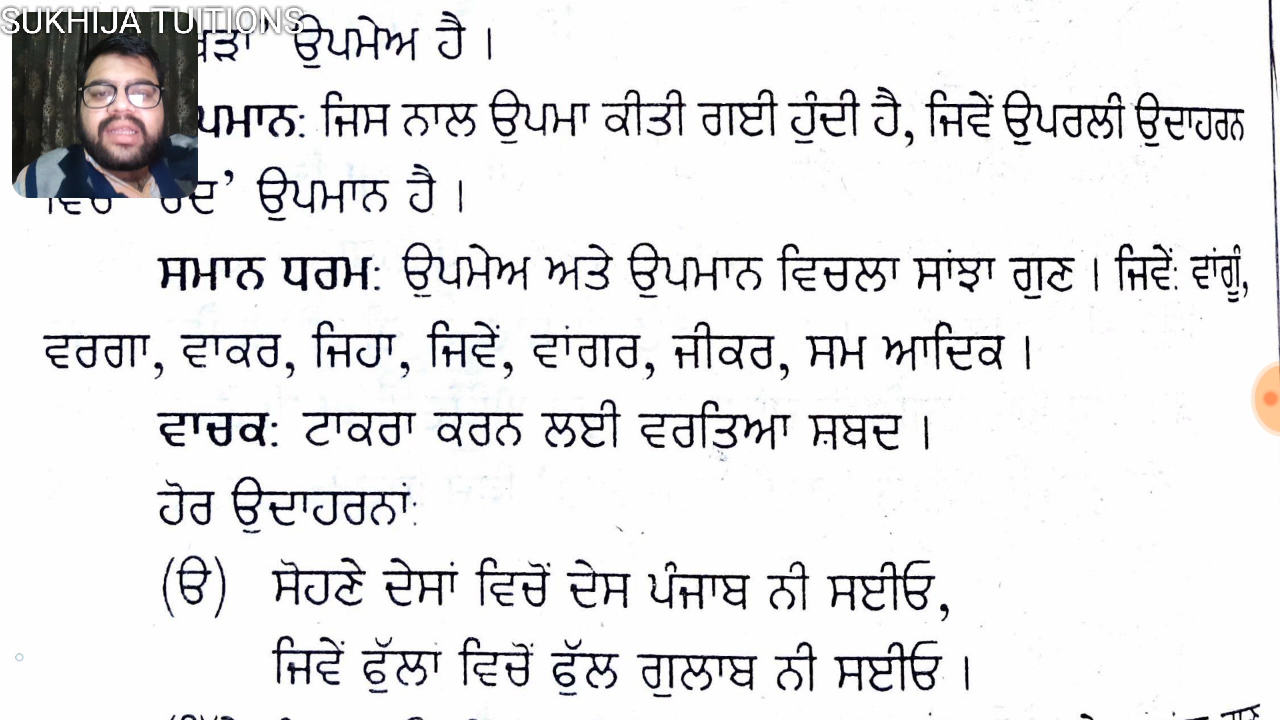 SUKHIJA TUITIONS
ਉਪਮੇਅ ਹੈ ।
ਪਮਾਨ: ਜਿਸ ਨਾਲ ਉਪਮਾ ਕੀਤੀ ਗਈ ਹੁੰਦੀ ਹੈ, ਜਿਵੇਂ ਉਪਰਲੀ ਉਦਾਹਰਨ
ਉਪਮਾਨ ਹੈ ।
ਸਮਾਨ ਧਰਮ: ਉਪਮੇਅ ਅਤੇ ਉਪਮਾਨ ਵਿਚਲਾ ਸਾਂਝਾ ਗੁਣ । ਜਿਵੇਂ: ਵਾਂਗੂੰ,
ਵਰਗਾ, ਵਾਕਰ, ਜਿਹਾ, ਜਿਵੇਂ, ਵਾਂਗਰ, ਜੀਕਰ, ਸਮ ਆਦਿਕ ।
ਵਾਚਕ: ਟਾਕਰਾ ਕਰਨ ਲਈ ਵਰਤਿਆ ਸ਼ਬਦ ।
ਹੋਰ ਉਦਾਹਰਨਾਂ:
(ੳ) ਸੋਹਣੇ ਦੇਸਾਂ ਵਿਚੋਂ ਦੇਸ ਪੰਜਾਬ ਨੀ ਸਈਓ,
ਜਿਵੇਂ ਫੁੱਲਾਂ ਵਿਚੋਂ ਫੁੱਲ ਗੁਲਾਬ ਨੀ ਸਈਓ ।